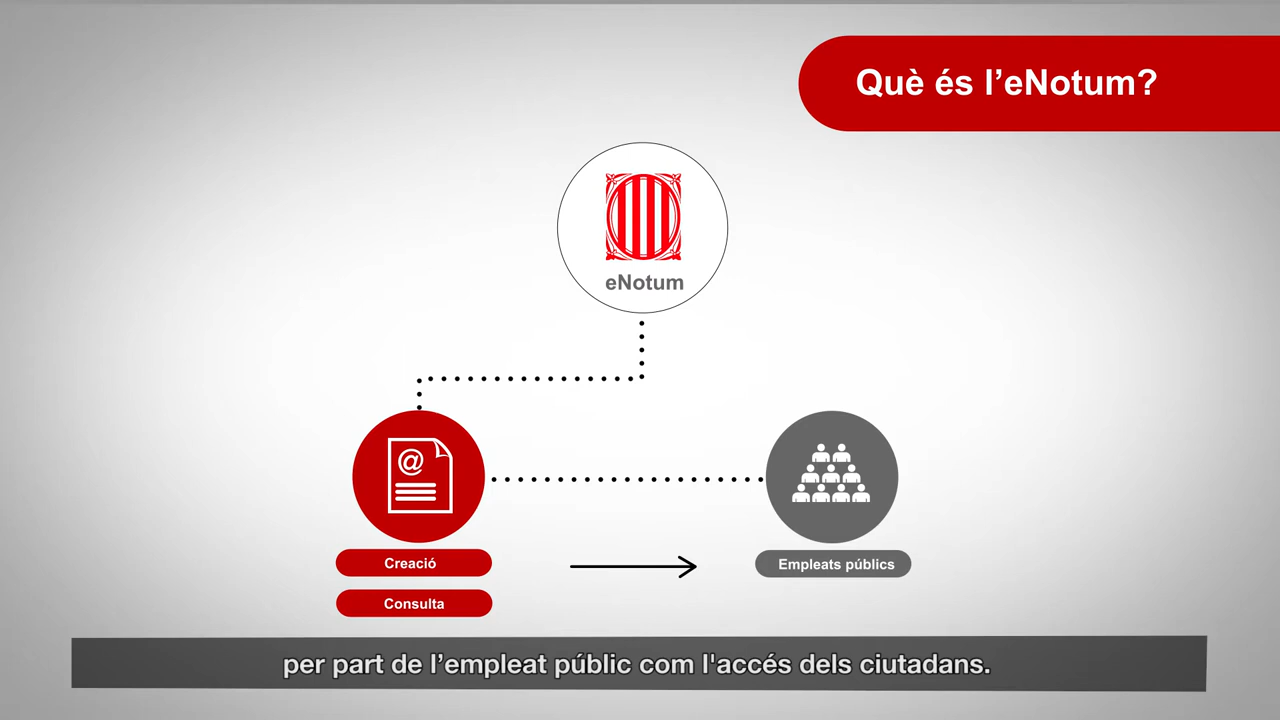 Què és l’eNotum?
eNotum
@
Creació
Consulta
Empleats públics
per part de l’empleat públic com l'accés dels ciutadans.